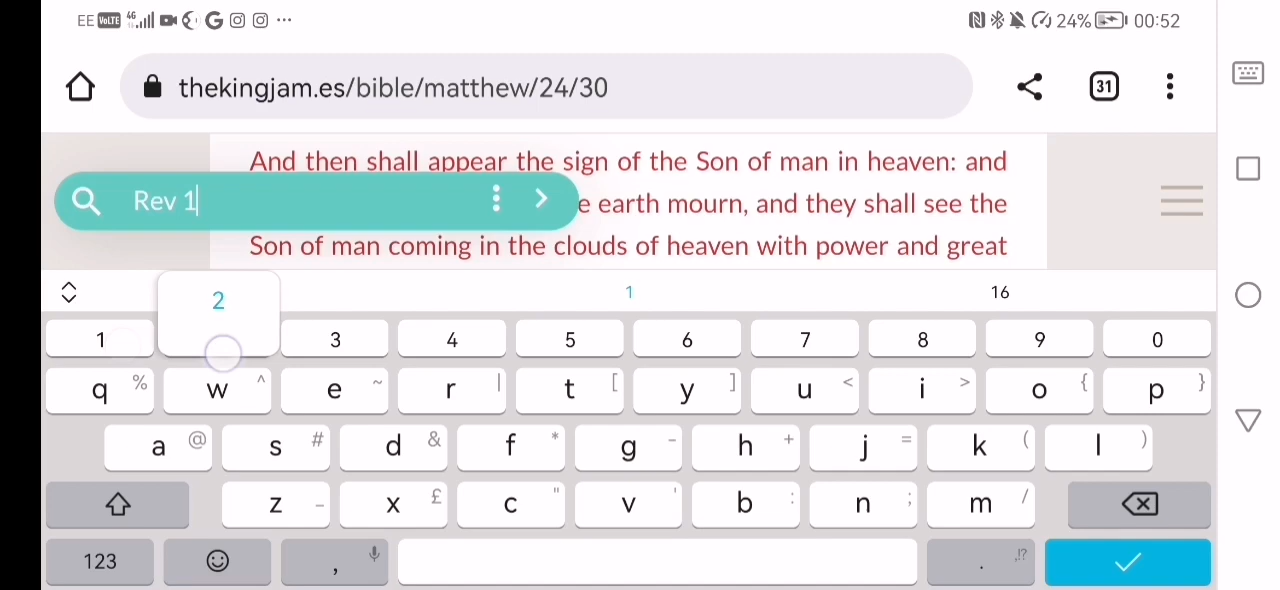 EE VoLTE 4G 24% 00:52
thekingjam.es/bible/matthew/24/30 31
And then shall appear the sign of the Son of man in heaven: and
Rev 1 e earth mourn, and they shall see the
Son of man coming in the clouds of heaven with power and great
2 1 16
1 3 4 5 6 7 8 9 0
q % w ^ e ~ r | t [ y ] u < i > o { p }
a @ s # d & f * g - h + j = k ( l )
z _ x £ c " v ' b : n ; m /
123 , . ,!?